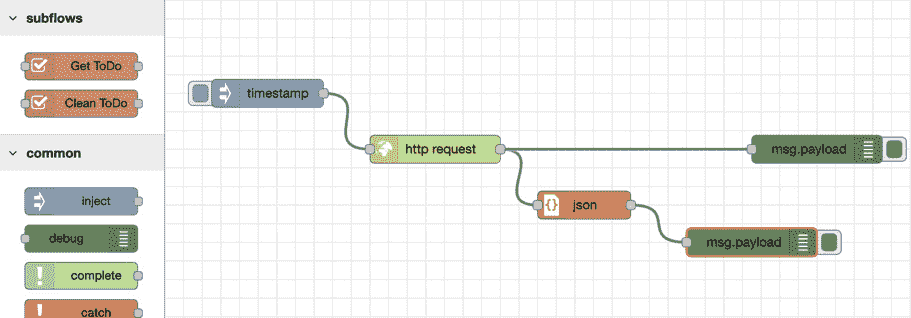 subflows
Get ToDo
Clean ToDo
common
inject
debug
complete
catch
timestamp
http request
msg.payload
json
msg.payload